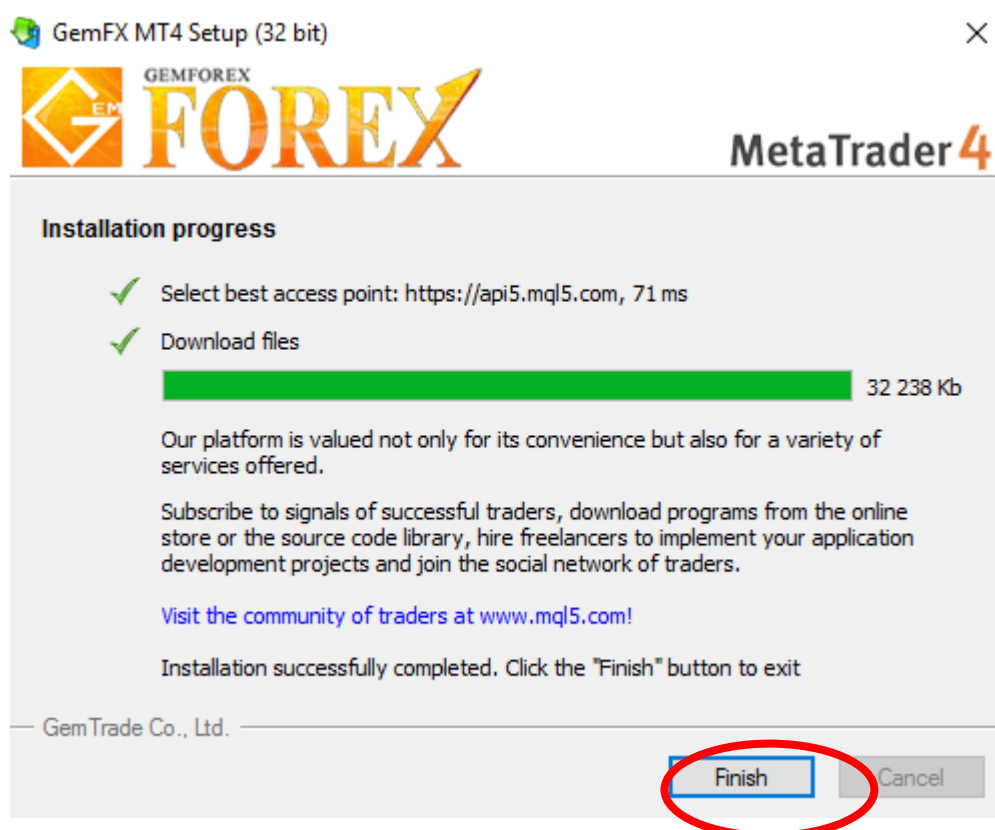 GemFX MT4 Setup (32 bit)
GEMFOREX
GEM
FOREX
MetaTrader 4
Installation progress
Select best access point: https://api5.mql5.com, 71 ms
Download files
32 238 Kb
Our platform is valued not only for its convenience but also for a variety of
services offered.
Subscribe to signals of successful traders, download programs from the online
store or the source code library, hire freelancers to implement your application
development projects and join the social network of traders.
Visit the community of traders at www.mql5.com!
Installation successfully completed. Click the "Finish" button to exit
GemTrade Co., Ltd.
Finish
Cancel